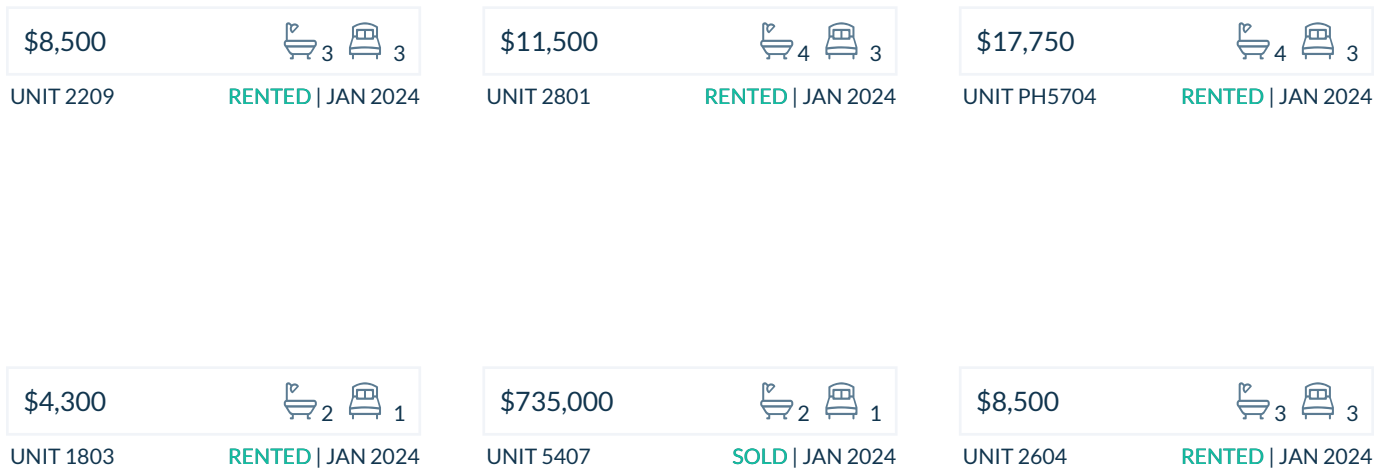 $8,500 3 3
UNIT 2209 RENTED | JAN 2024
$11,500 4 3
UNIT 2801 RENTED | JAN 2024
$17,750 4 3
UNIT PH5704 RENTED | JAN 2024
$4,300 2 1
UNIT 1803 RENTED | JAN 2024
$735,000 2 1
UNIT 5407 SOLD | JAN 2024
$8,500 3 3
UNIT 2604 RENTED | JAN 2024